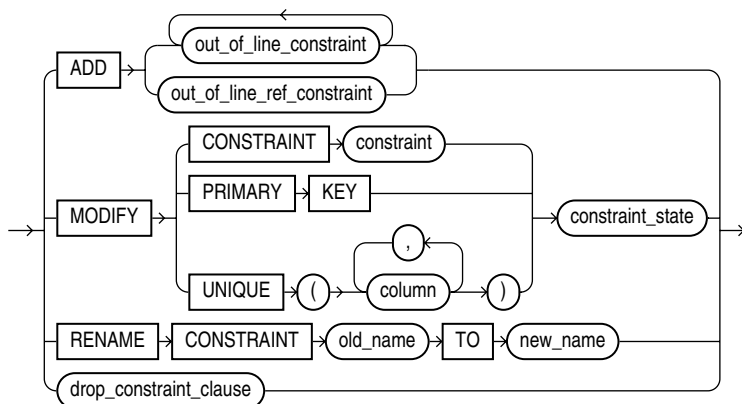 out_of_line_constraint
ADD
out_of_line_ref_constraint
CONSTRAINT constraint
PRIMARY KEY
MODIFY constraint_state
,
UNIQUE ( column )
RENAME CONSTRAINT old_name TO new_name
drop_constraint_clause